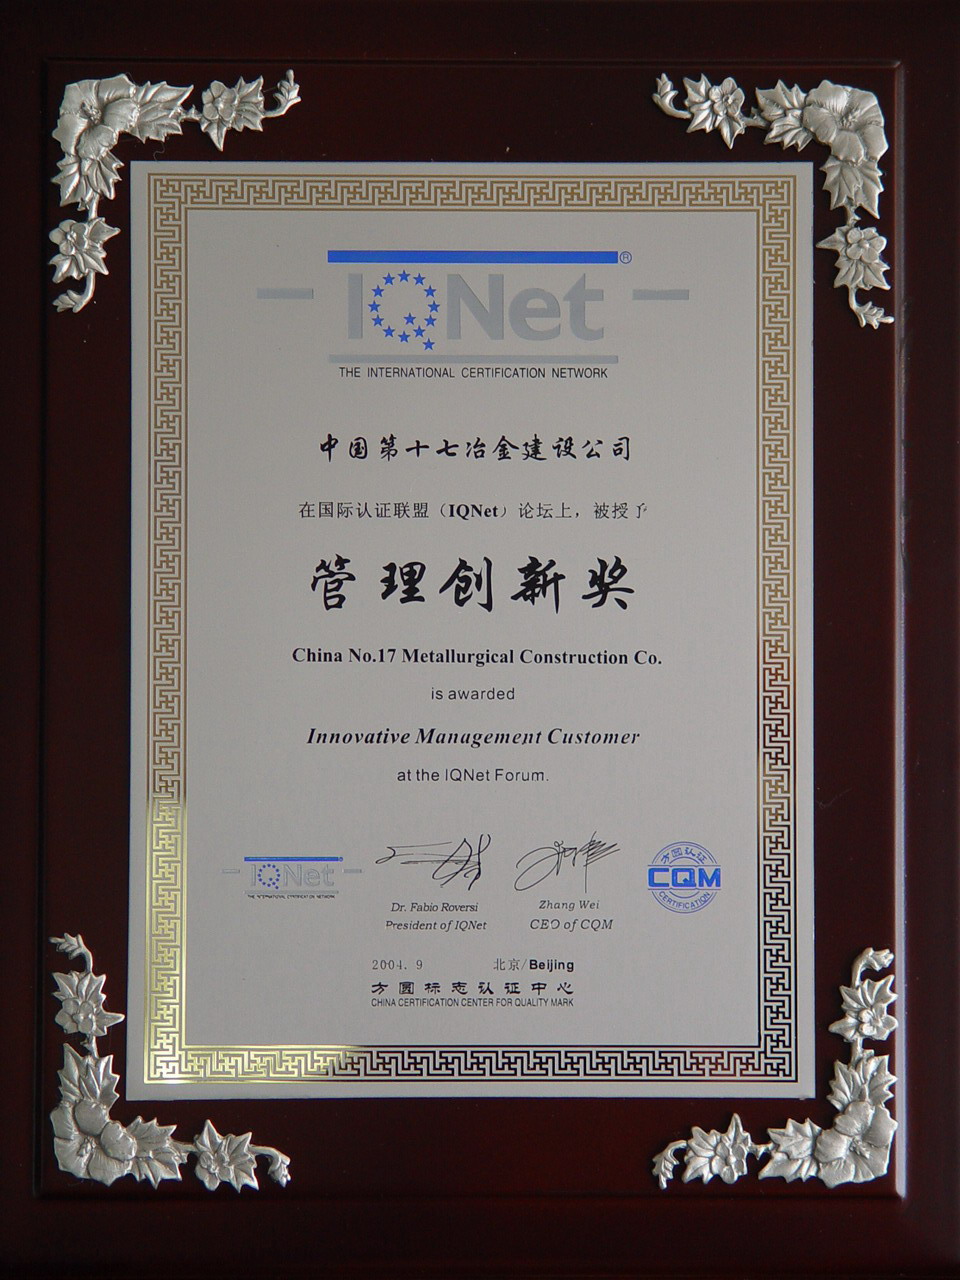 IQNet®
THE INTERNATIONAL CERTIFICATION NETWORK
中国第十七冶金建设公司
在国际认证联盟（IQNet）论坛上，被授予
管理创新奖
China No.17 Metallurgical Construction Co.
is awarded
Innovative Management Customer
at the IQNet Forum.
IQNet
THE INTERNATIONAL CERTIFICATION NETWORK
Dr. Fabio Roversi
President of IQNet
Zhang Wei
CEO of CQM
方圆认证
CQM
CERTIFICATION
2004. 9 北京/Beijing
方圆标志认证中心
CHINA CERTIFICATION CENTER FOR QUALITY MARK